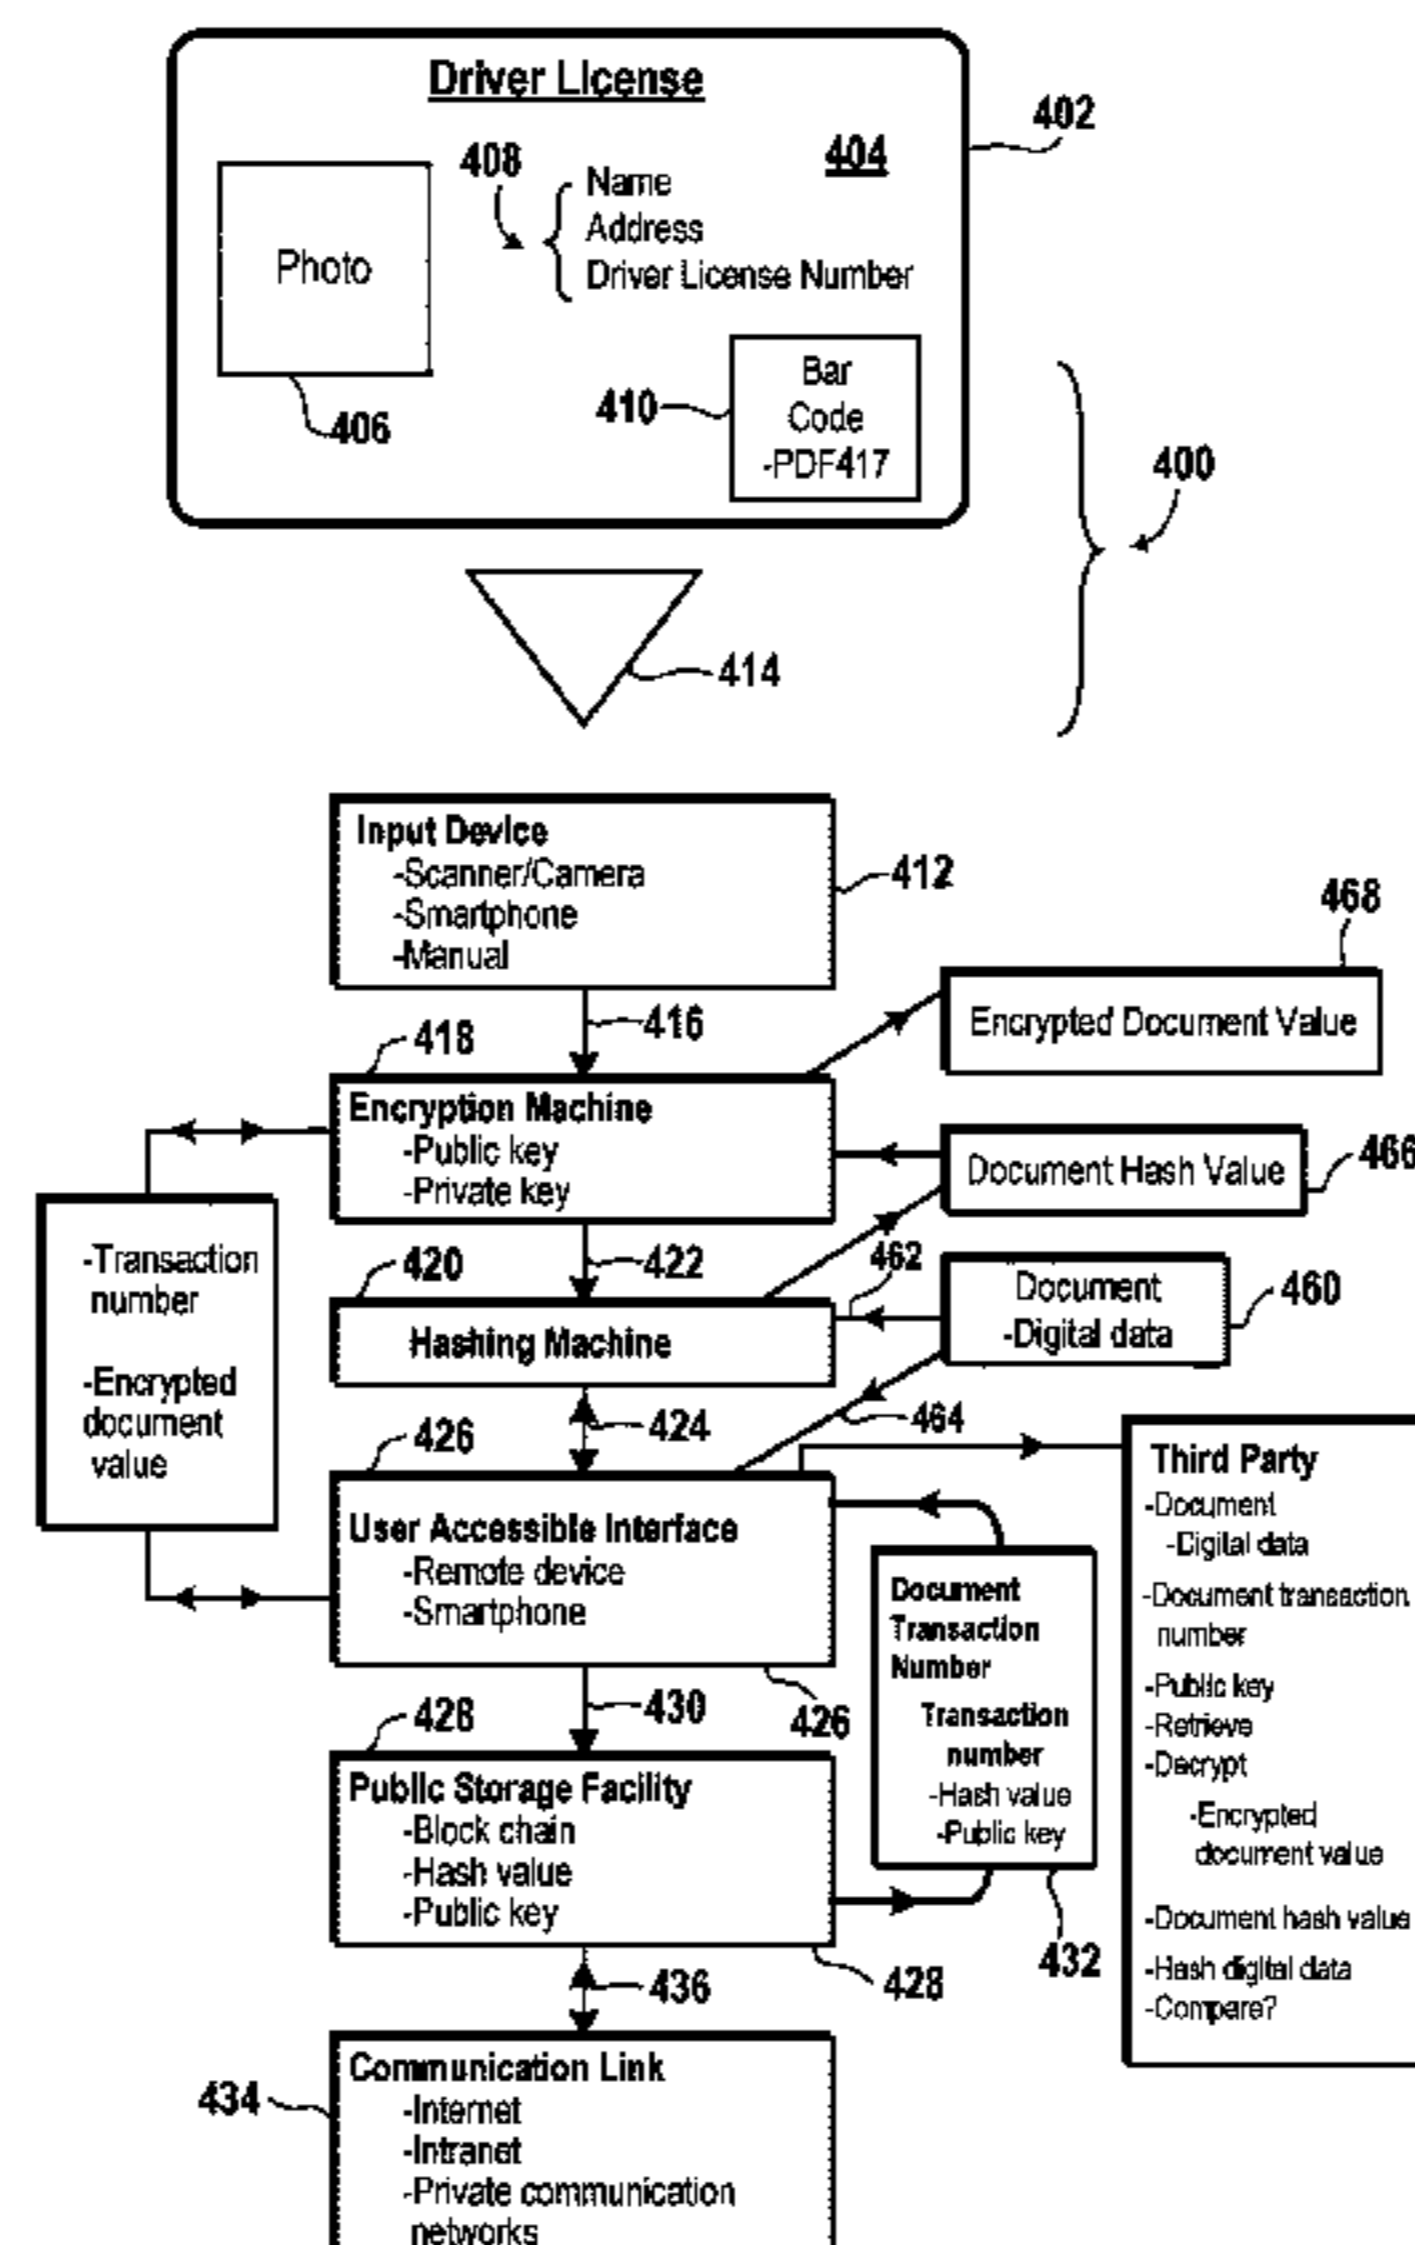 Driver License
402
408
404
Name
Address
Driver License Number
Photo
406
410
Bar
Code
-PDF417
400
414
Input Device
-Scanner/Camera
-Smartphone
-Manual
412
468
416
Encrypted Document Value
418
Encryption Machine
-Public key
-Private key
Document Hash Value
466
-Transaction
number
-Encrypted
document
value
420
422
462
Document
-Digital data
460
Hashing Machine
426
424
464
Third Party
-Document
-Digital data
-Document transaction
number
-Public key
-Retrieve
-Decrypt
-Encrypted
document value
-Document hash value
-Hash digital data
-Compare?
User Accessible Interface
-Remote device
-Smartphone
Document
Transaction
Number
Transaction
number
-Hash value
-Public key
428
430
426
Public Storage Facility
-Block chain
-Hash value
-Public key
432
436
428
434
Communication Link
-Internet
-Intranet
-Private communication
networks